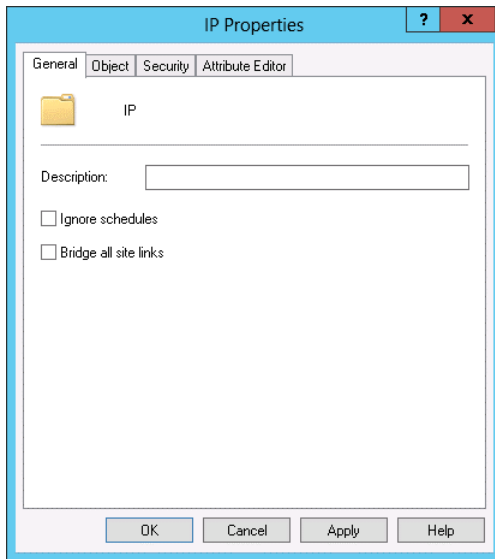 IP Properties
? x
General Object Security Attribute Editor
IP
Description:
Ignore schedules
Bridge all site links
OK Cancel Apply Help